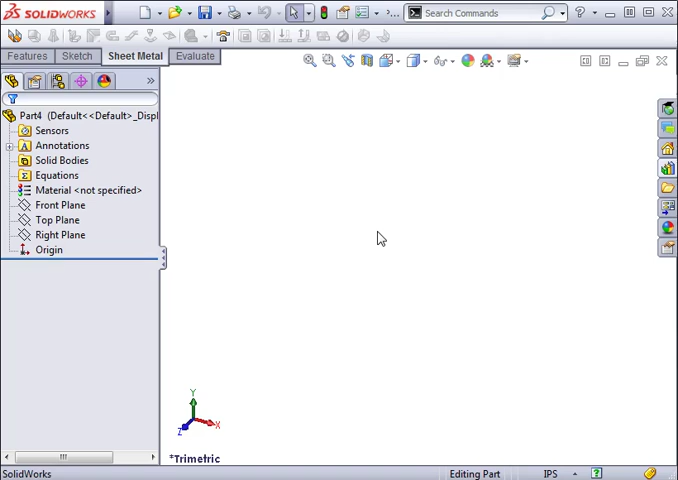 SOLIDWORKS
Search Commands
Features
Sketch
Sheet Metal
Evaluate
Part4 (Default<<Default>_Displ
Sensors
Annotations
Solid Bodies
Equations
Material <not specified>
Front Plane
Top Plane
Right Plane
Origin
Y
X
Z
*Trimetric
SolidWorks
Editing Part
IPS